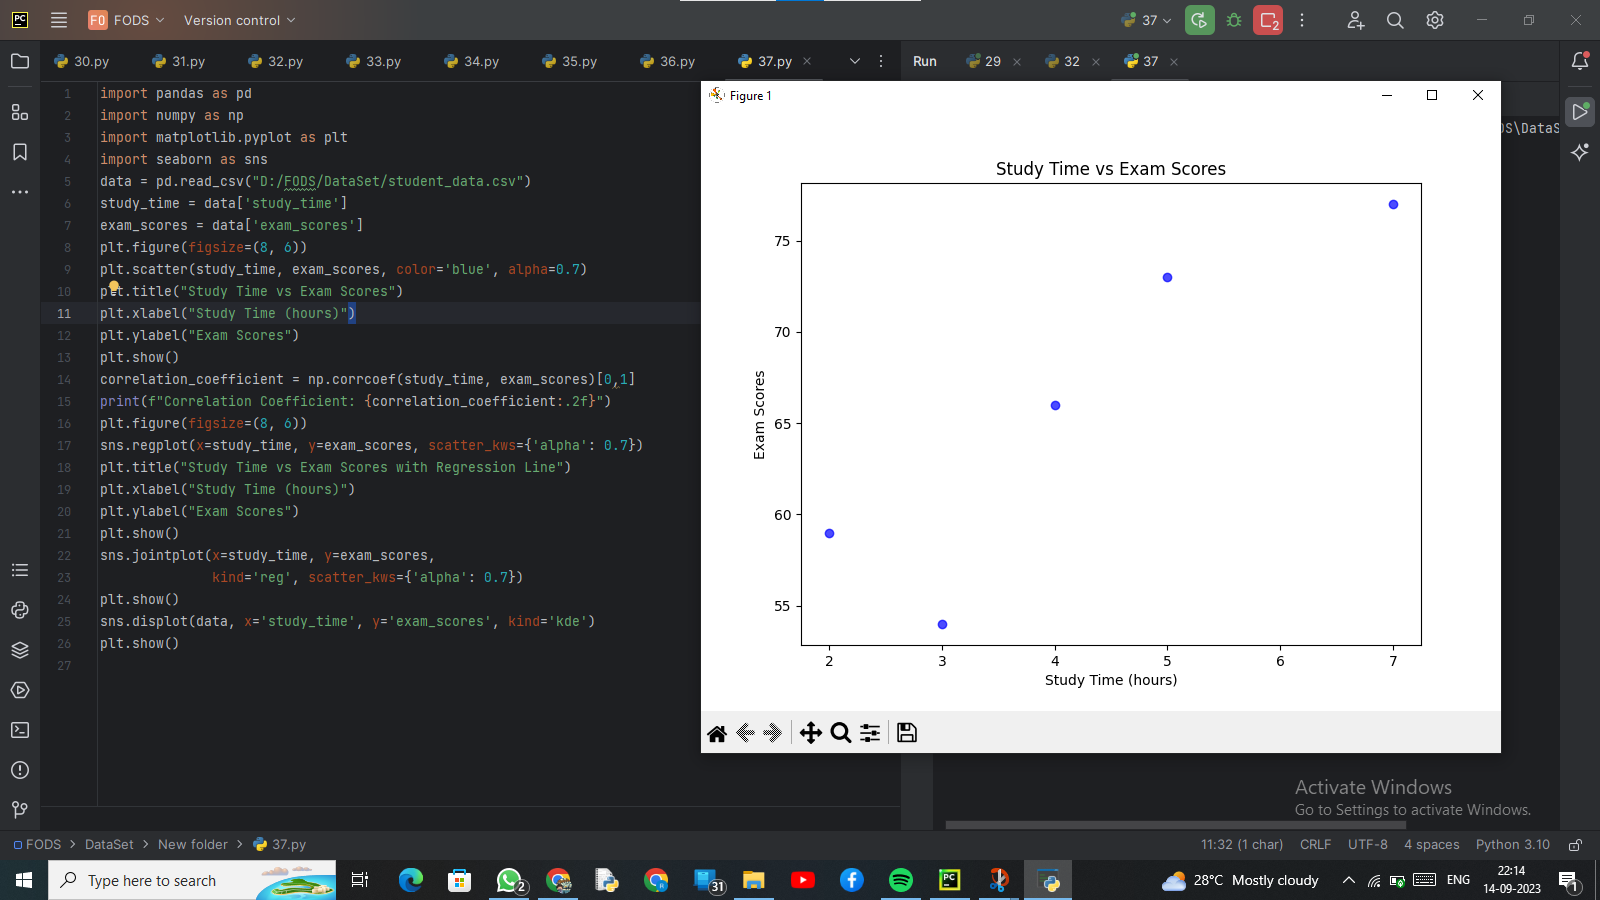 PC
FO FODS Version control 37 2
30.py 31.py 32.py 33.py 34.py 35.py 36.py 37.py Run 29 32 37
1 import pandas as pd
2 import numpy as np
3 import matplotlib.pyplot as plt
4 import seaborn as sns
5 data = pd.read_csv("D:/FODS/DataSet/student_data.csv")
6 study_time = data['study_time']
7 exam_scores = data['exam_scores']
8 plt.figure(figsize=(8, 6))
9 plt.scatter(study_time, exam_scores, color='blue', alpha=0.7)
10 plt.title("Study Time vs Exam Scores")
11 plt.xlabel("Study Time (hours)")
12 plt.ylabel("Exam Scores")
13 plt.show()
14 correlation_coefficient = np.corrcoef(study_time, exam_scores)[0,1]
15 print(f"Correlation Coefficient: {correlation_coefficient:.2f}")
16 plt.figure(figsize=(8, 6))
17 sns.regplot(x=study_time, y=exam_scores, scatter_kws={'alpha': 0.7})
18 plt.title("Study Time vs Exam Scores with Regression Line")
19 plt.xlabel("Study Time (hours)")
20 plt.ylabel("Exam Scores")
21 plt.show()
22 sns.jointplot(x=study_time, y=exam_scores,
23 kind='reg', scatter_kws={'alpha': 0.7})
24 plt.show()
25 sns.displot(data, x='study_time', y='exam_scores', kind='kde')
26 plt.show()
27
Figure 1
\DataS
Study Time vs Exam Scores
75
70
65
60
55
Exam Scores
2 3 4 5 6 7
Study Time (hours)
Activate Windows
Go to Settings to activate Windows.
FODS > DataSet > New folder > 37.py 11:32 (1 char) CRLF UTF-8 4 spaces Python 3.10
Type here to search 2 31 PC 28°C Mostly cloudy ENG 22:14
14-09-2023 1